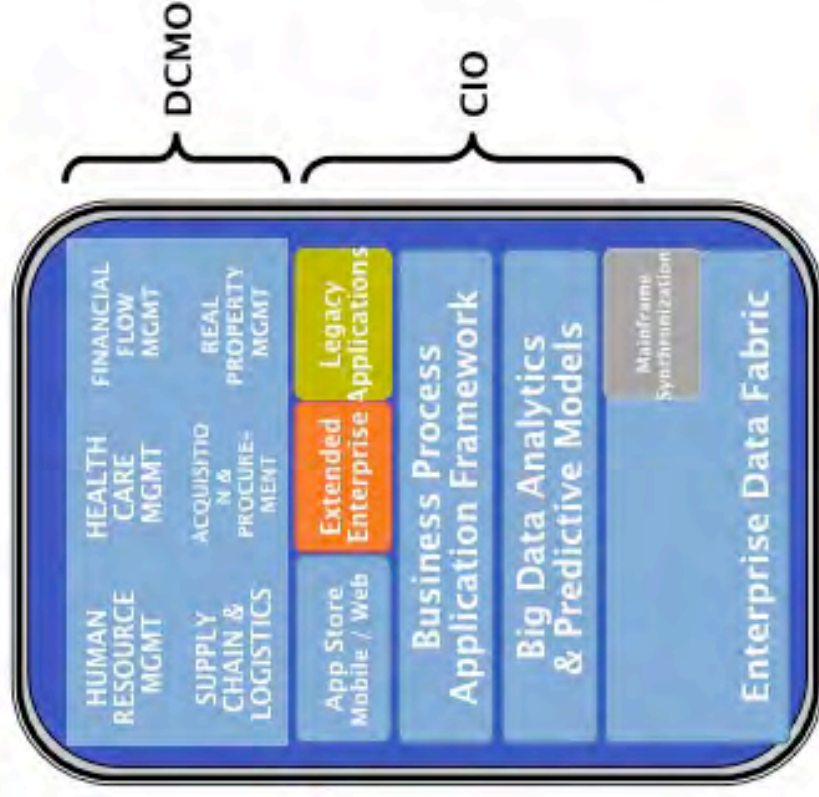 HUMAN
RESOURCE
MGMT
HEALTH
CARE
MGMT
FINANCIAL
FLOW
MGMT
SUPPLY
CHAIN &
LOGISTICS
ACQUISITIO
N &
PROCURE-
MENT
REAL
PROPERTY
MGMT
DCMO
App Store
Mobile / Web
Extended
Enterprise
Legacy
Applications
Business Process
Application Framework
Big Data Analytics
& Predictive Models
Mainframe
Synchronization
Enterprise Data Fabric
CIO